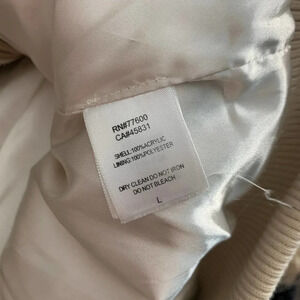 RN#77600
CA#45831
SHELL:100%ACRYLIC
LINING:100%POLYESTER
DRY CLEAN DO NOT IRON
DO NOT BLEACH
L